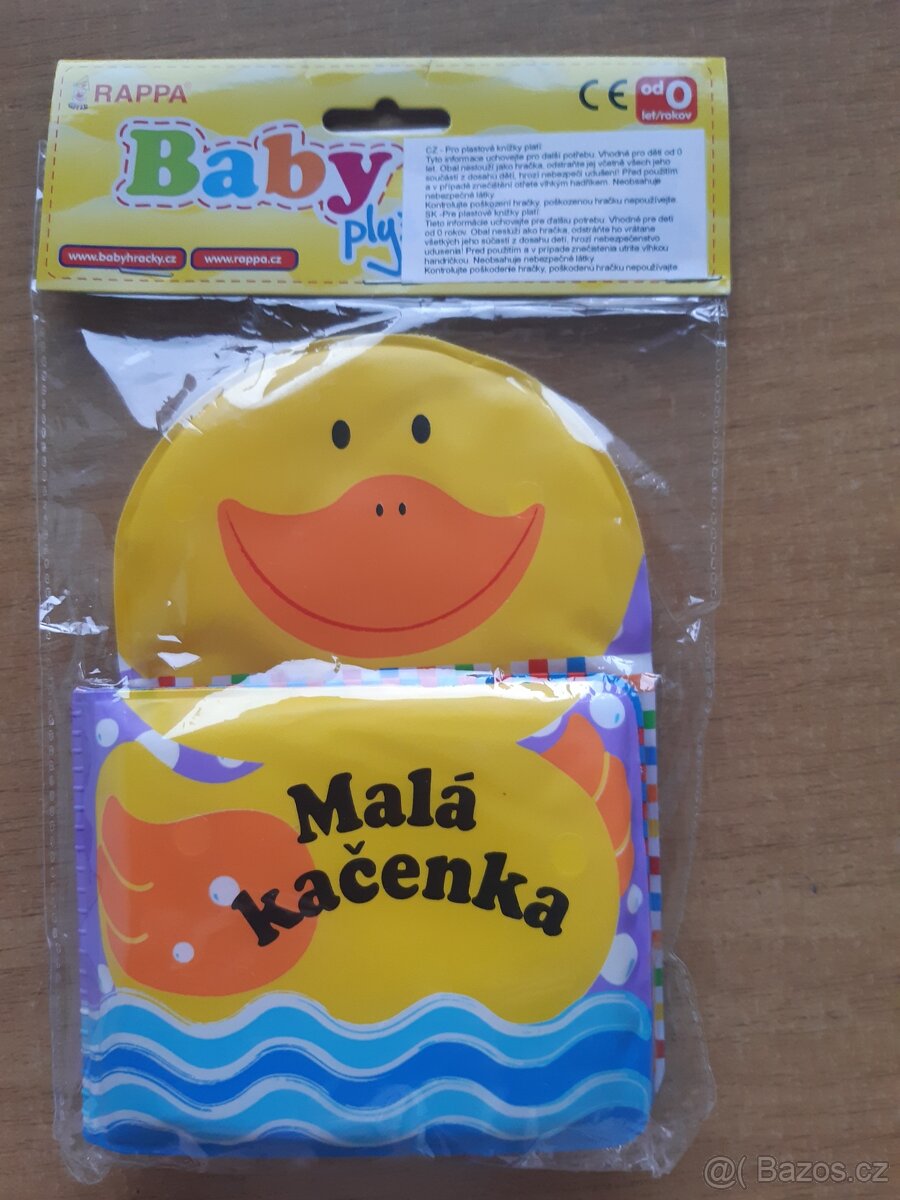 RAPPA
CE
od 0
let/rokov
Baby
CZ - Pro plastové knížky platí.
Tyto informace uchovejte pro další potřebu. Vhodné pro děti od 0
let. Obal neslouží jako hračka, odstraňte jej včetně všech jeho
součástí z dosahu dětí, hrozí nebezpečí udušení! Před použitím
a v případě znečištění otřete vlhkým hadříkem. Neobsahuje
nebezpečné látky.
Kontrolujte poškození hračky, poškozenou hračku nepoužívejte.
SK -Pre plastové knížky platí.
Tieto informácie uchovejte pre ďalšiu potrebu. Vhodné pre deti
od 0 rokov. Obal neslúži ako hračka, odstráňte ho vrátane
všetkých jeho súčastí z dosahu detí, hrozí nebezpečenstvo
udusenia! Pred použitím a v prípade znečistenia utrite vlhkou
handričkou. Neobsahuje nebezpečné látky.
Kontrolujte poškodenie hračky, poškodenú hračku nepoužívajte
ply
www.babyhracky.cz
www.rappa.cz
Malá
kačenka
@( Bazos.cz